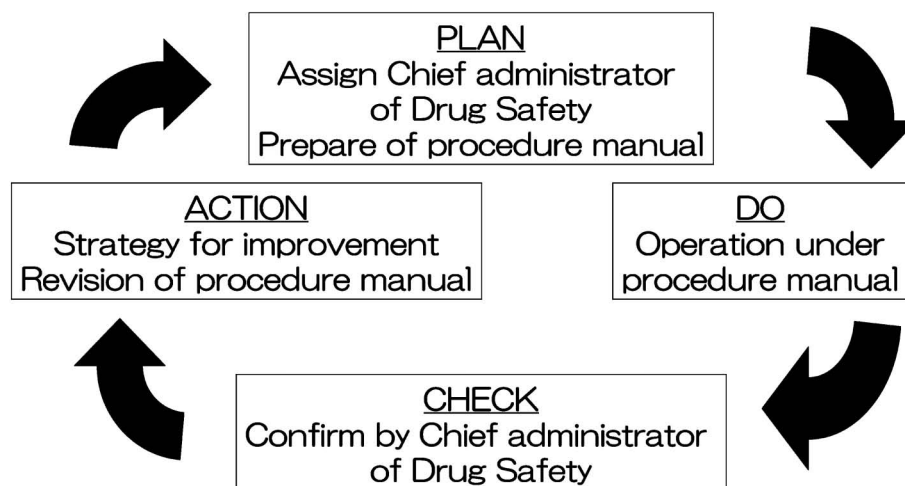 PLAN
Assign Chief administrator
of Drug Safety
Prepare of procedure manual
DO
Operation under
procedure manual
CHECK
Confirm by Chief administrator
of Drug Safety
ACTION
Strategy for improvement
Revision of procedure manual